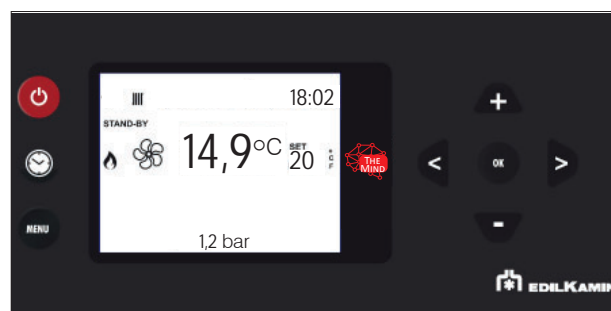 18:02
STAND-BY
14,9°C
SET
20
°C
F
THE
MIND
< OK >
+
-
MENU
1,2 bar
EDILKAMIN